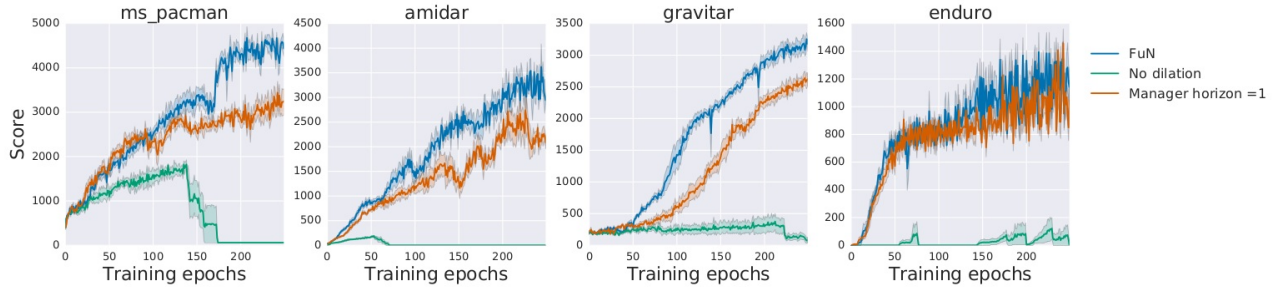 ms_pacman
5000
4000
3000
2000
1000
0
0 50 100 150 200
Training epochs
Score
amidar
4500
4000
3500
3000
2500
2000
1500
1000
500
0
0 50 100 150 200
Training epochs
gravitar
3500
3000
2500
2000
1500
1000
500
0
0 50 100 150 200
Training epochs
enduro
1600
1400
1200
1000
800
600
400
200
0
0 50 100 150 200
Training epochs
FuN
No dilation
Manager horizon =1